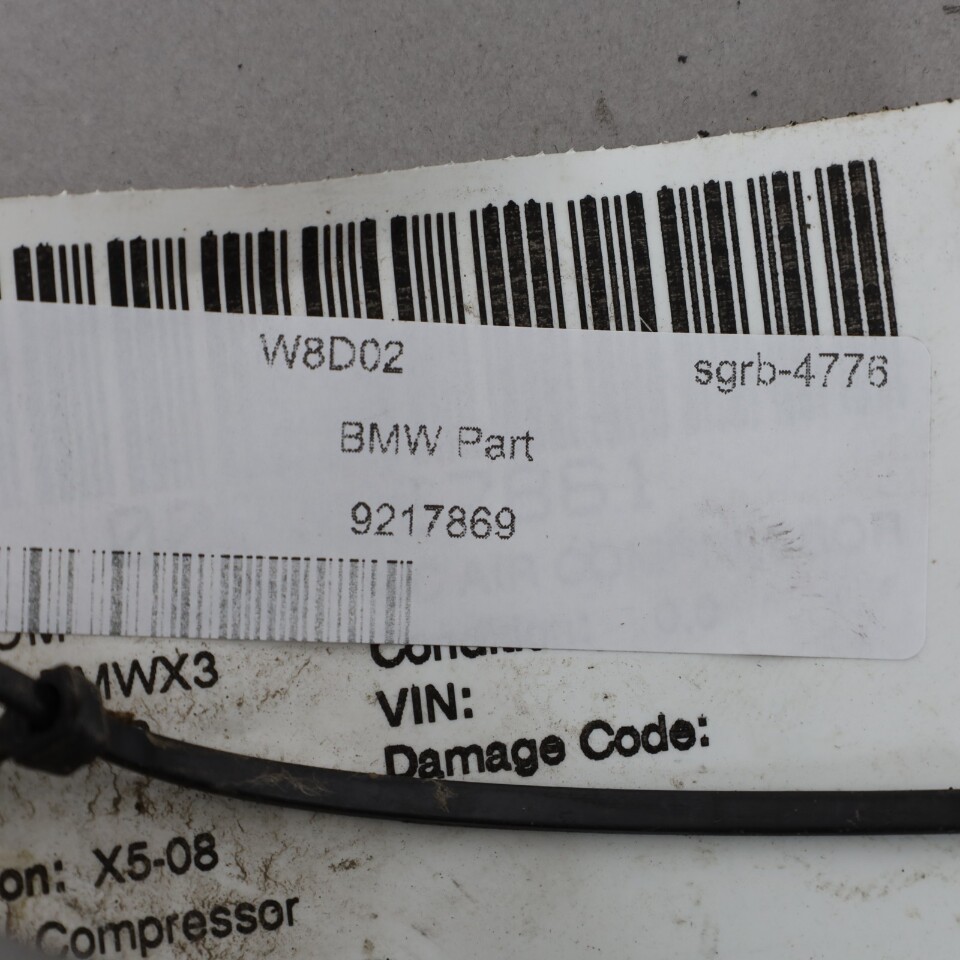 W8D02 sgrb-4776
BMW Part
9217869
MWX3
VIN:
Damage Code:
on: X5-08
Compressor